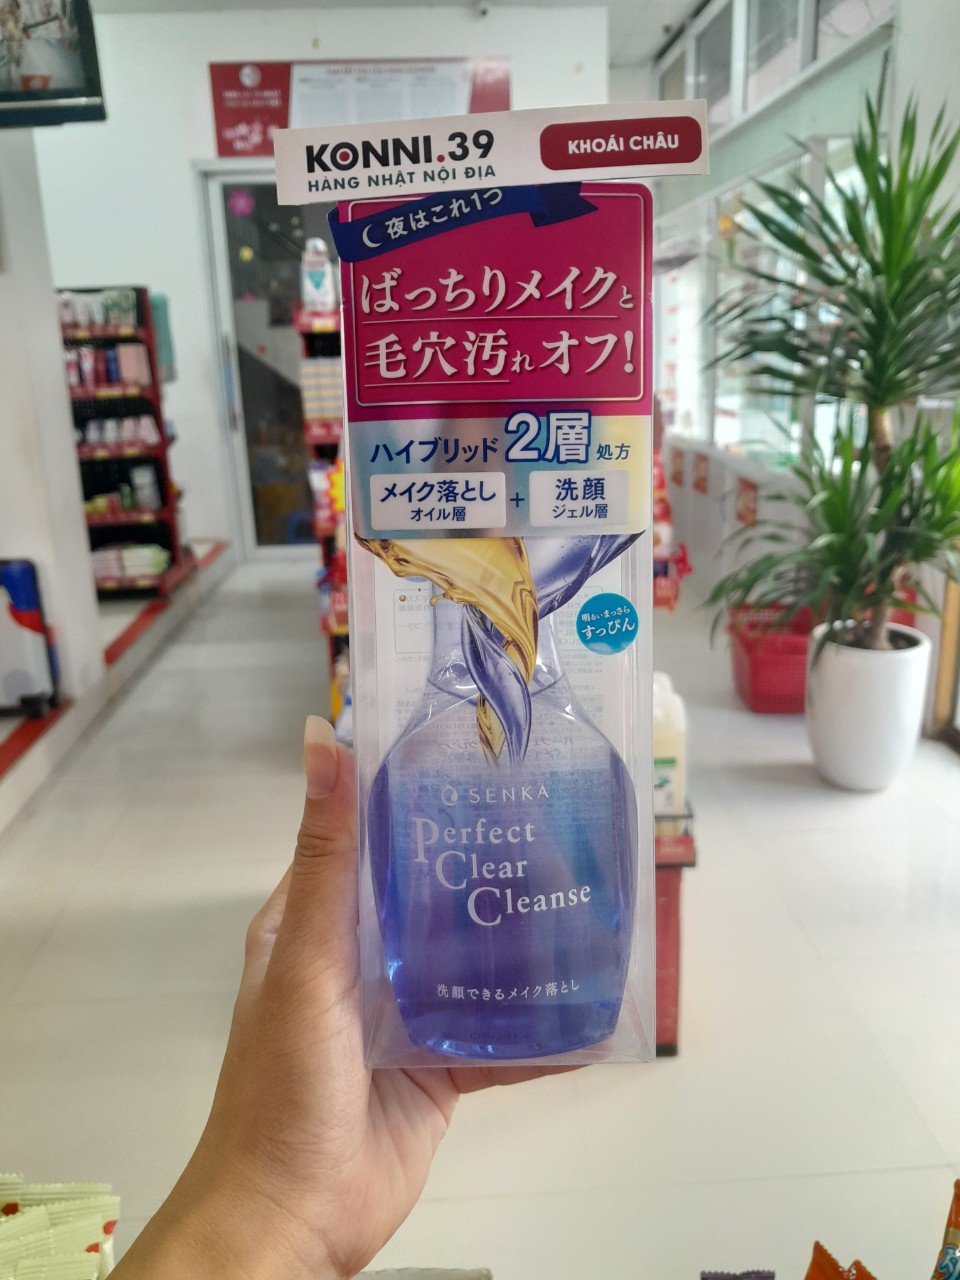 KONNI.39
HÀNG NHẬT NỘI ĐỊA
KHOÁI CHÂU
夜はこれ1つ
ばっちりメイクと
毛穴汚れオフ!
ハイブリッド2層処方
メイク落とし
オイル層
+
洗顔
ジェル層
明るいまっさら
すっぴん
SENKA
Perfect
Clear
Cleanse
洗顔できるメイク落とし